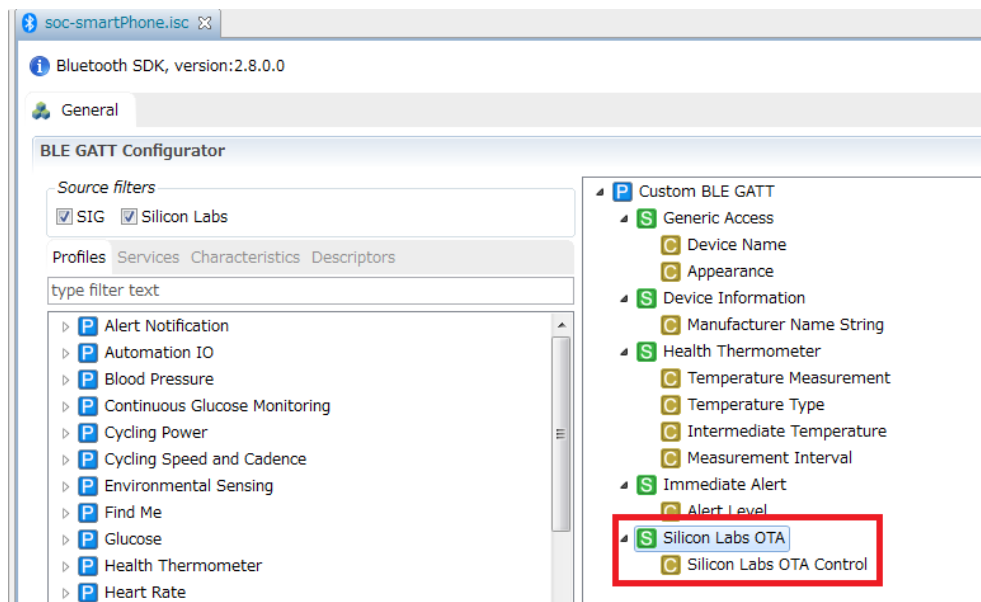 soc-smartPhone.isc
Bluetooth SDK, version:2.8.0.0
General
BLE GATT Configurator
Source filters
SIG Silicon Labs
Profiles Services Characteristics Descriptors
type filter text
P Alert Notification
P Automation IO
P Blood Pressure
P Continuous Glucose Monitoring
P Cycling Power
P Cycling Speed and Cadence
P Environmental Sensing
P Find Me
P Glucose
P Health Thermometer
P Heart Rate
P Custom BLE GATT
S Generic Access
C Device Name
C Appearance
S Device Information
C Manufacturer Name String
S Health Thermometer
C Temperature Measurement
C Temperature Type
C Intermediate Temperature
C Measurement Interval
S Immediate Alert
C Alert Level
S Silicon Labs OTA
C Silicon Labs OTA Control